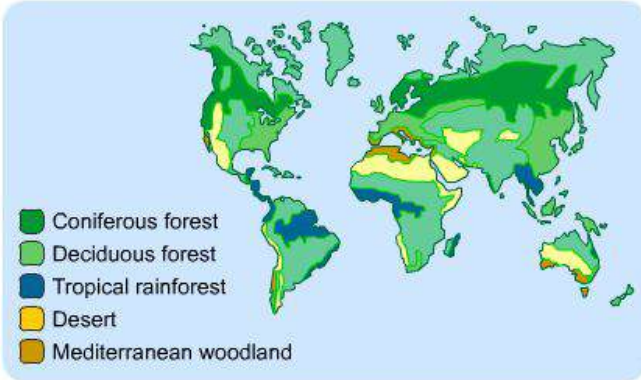 Coniferous forest
Deciduous forest
Tropical rainforest
Desert
Mediterranean woodland